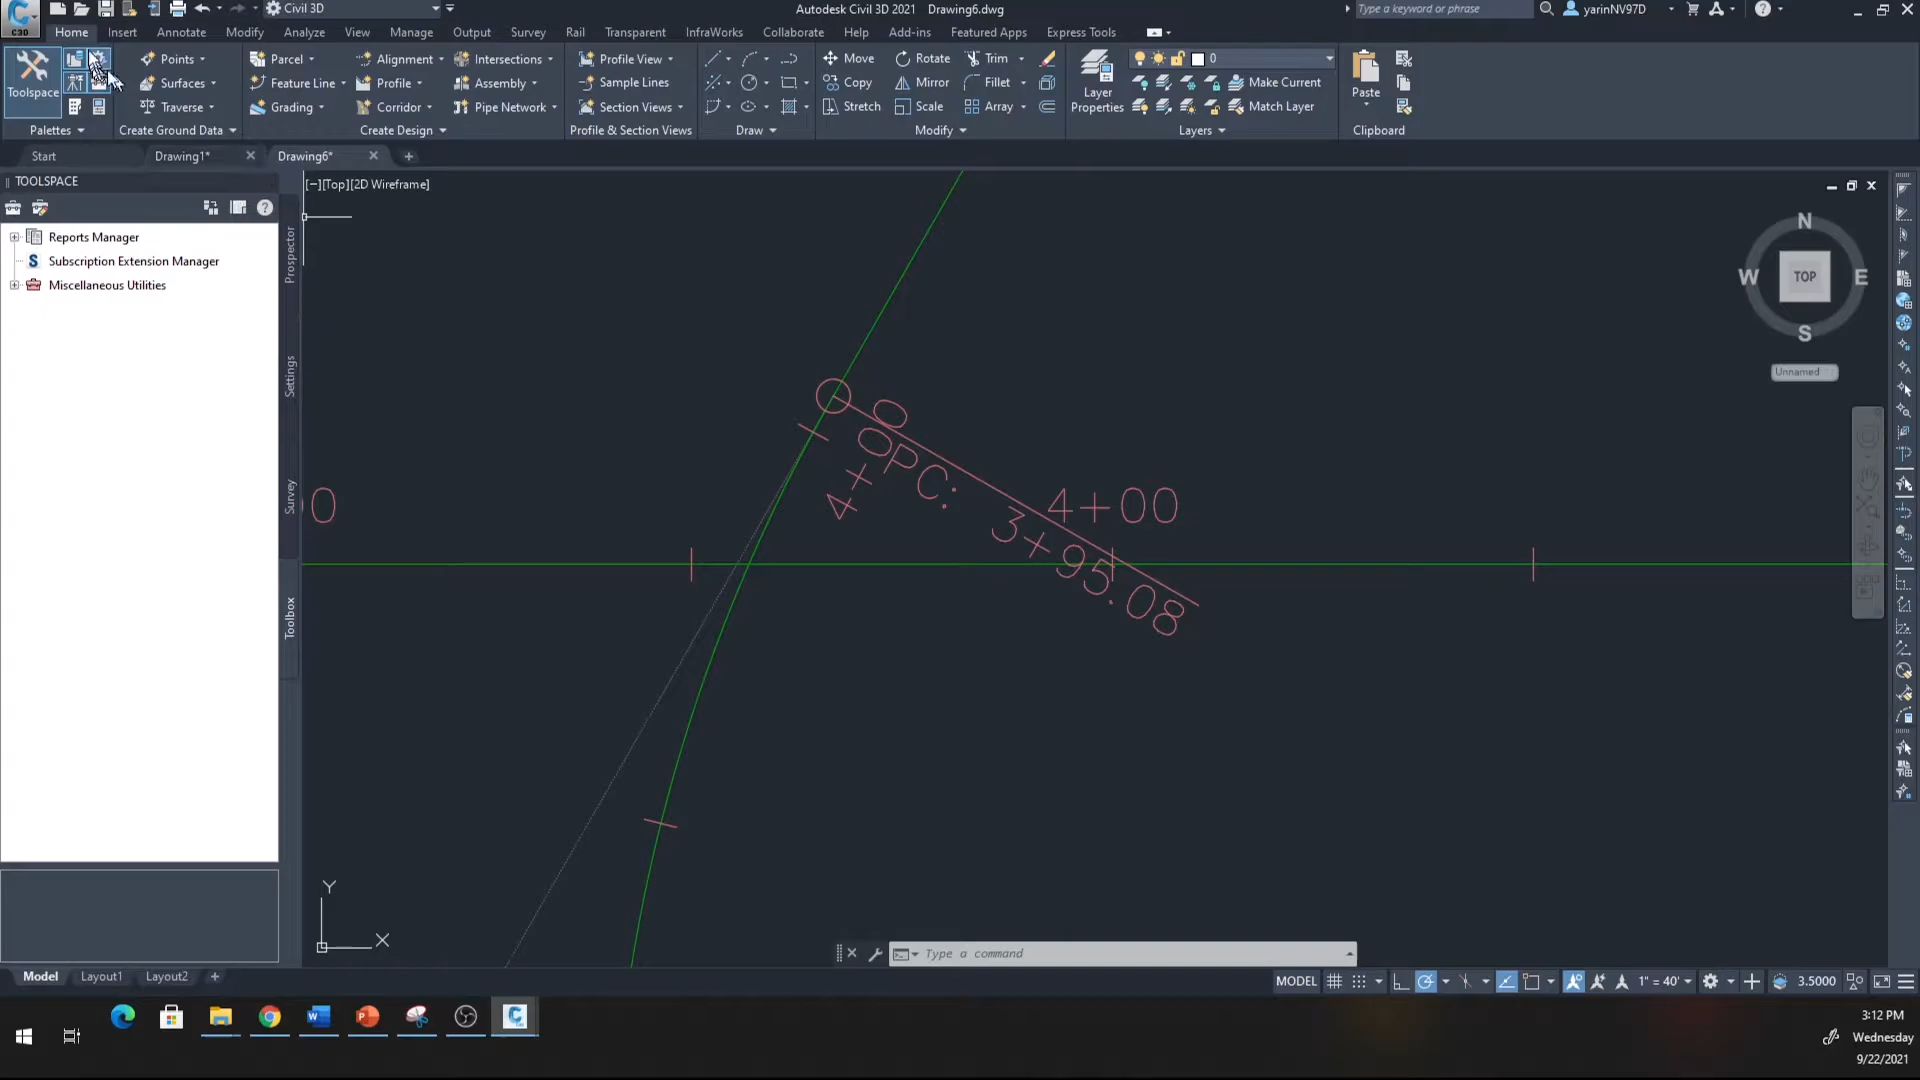 C3D
Civil 3D
Autodesk Civil 3D 2021 Drawing6.dwg
Type a keyword or phrase
yarinNV97D
Home Insert Annotate Modify Analyze View Manage Output Survey Rail Transparent InfraWorks Collaborate Help Add-ins Featured Apps Express Tools
Toolspace
Points
Surfaces
Traverse
Parcel
Feature Line
Grading
Alignment
Profile
Corridor
Intersections
Assembly
Pipe Network
Profile View
Sample Lines
Section Views
Move
Copy
Stretch
Rotate
Mirror
Scale
Trim
Fillet
Array
Layer
Properties
0
Make Current
Match Layer
Paste
Palettes
Create Ground Data
Create Design
Profile & Section Views
Draw
Modify
Layers
Clipboard
Start
Drawing1*
Drawing6*
TOOLSPACE
Reports Manager
Subscription Extension Manager
Miscellaneous Utilities
Prospector
Settings
Survey
Toolbox
[−][Top][2D Wireframe]
N
W
TOP
E
S
Unnamed
0
4+00
PC: 3+95.08
4+00
Y
X
Type a command
Model
Layout1
Layout2
MODEL
1" = 40'
3.5000
3:12 PM
Wednesday
9/22/2021